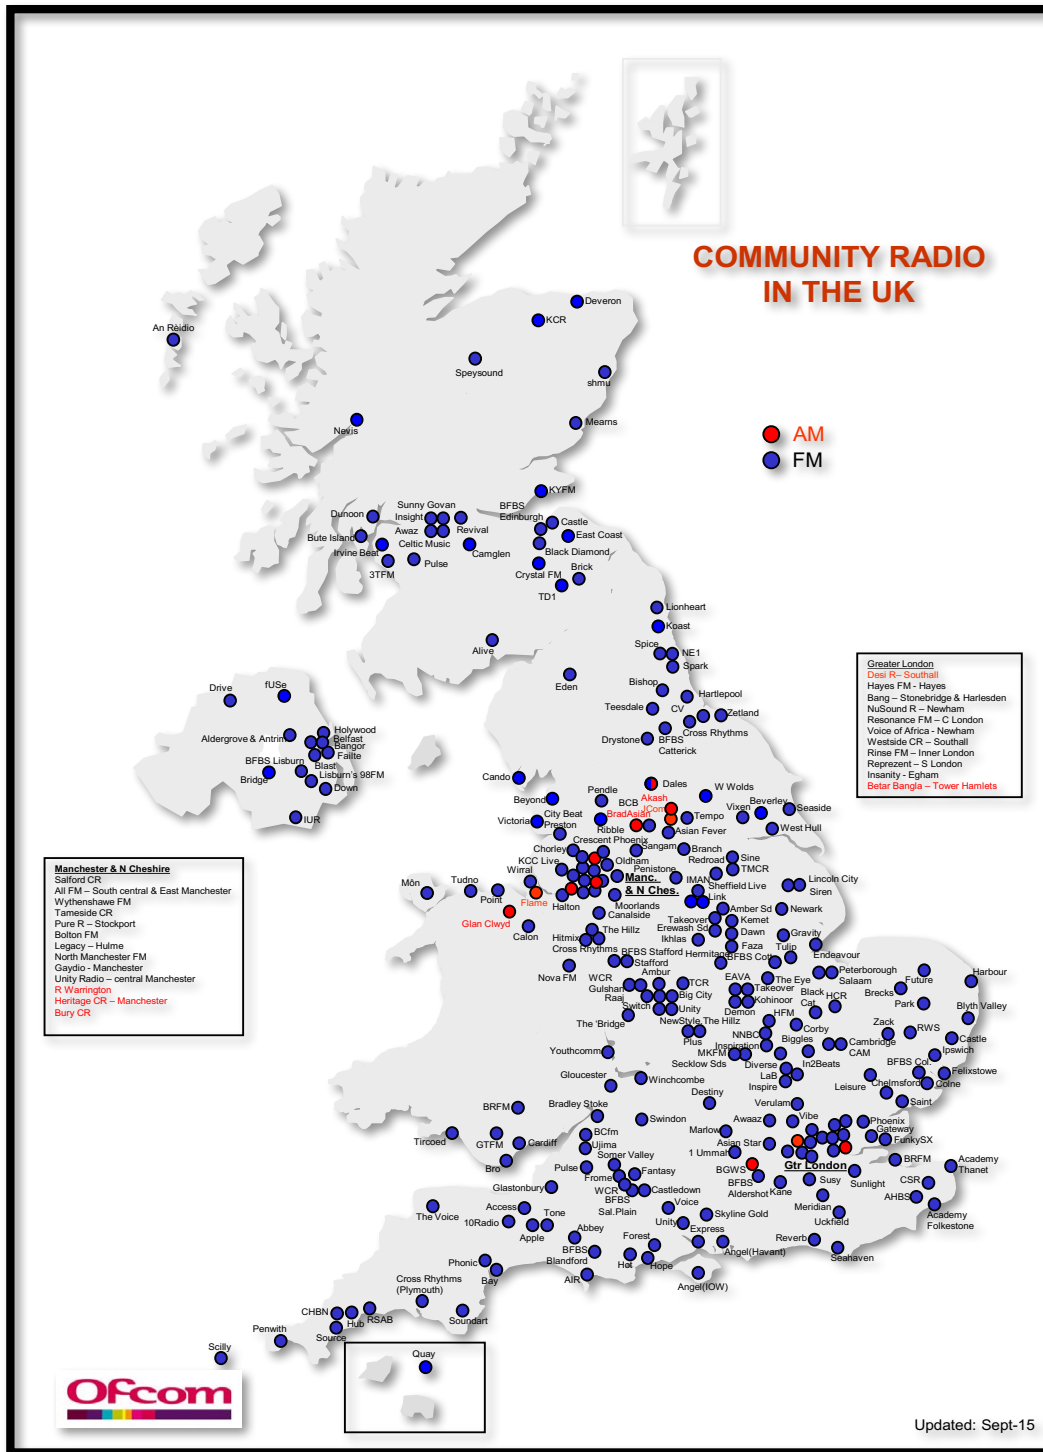 COMMUNITY RADIO
IN THE UK
Deveron
KCR
An Rèidio
Speysound
shmu
Nevis
Mearns
AM
FM
KYFM
Sunny Govan
BFBS
Edinburgh
Dunoon
Insight
Castle
Bute Island
Awaz
Revival
East Coast
Irvine Beat
Celtic Music
Camglen
Black Diamond
3TFM
Pulse
Crystal FM
Brick
TD1
Lionheart
Koast
Alive
Spice
NE1
Spark
Eden
Bishop
Hartlepool
Teesdale
CV
Zetland
Cross Rhythms
Drystone
BFBS
Catterick
Drive
fUSe
Holywood
Aldergrove & Antrim
Belfast
Bangor
Failte
BFBS Lisburn
Blast
Bridge
Lisburn's 98FM
Down
IUR
Greater London
Desi R– Southall
Hayes FM - Hayes
Bang – Stonebridge & Harlesden
NuSound R – Newham
Resonance FM – C London
Voice of Africa - Newham
Westside CR – Southall
Rinse FM – Inner London
Reprezent – S London
Insanity - Egham
Betar Bangla – Tower Hamlets
Cando
Dales
Beyond
Pendle
Akash
W Wolds
BCB
JCom
Beverley
Victoria
City Beat
Preston
BradAsian
Tempo
Vixen
Seaside
Ribble
Asian Fever
West Hull
Crescent Phoenix
Chorley
Sangam
Branch
KCC Live
Oldham
Redroad
Sine
TMCR
Wirral
Penistone
Manc.
& N Ches.
IMAN
Sheffield Live
Lincoln City
Siren
Môn
Tudno
Point
Flame
Halton
Moorlands
Link
Glan Clwyd
Canalside
Amber Sd
Newark
Calon
The Hillz
Takeover
Kemet
Hitmix
Erewash Sd
Dawn
Gravity
Cross Rhythms
Ikhlas
Faza
Tulip
Endeavour
BFBS Stafford
Stafford
Hermitage
BFBS Cott
Nova FM
Peterborough
Salaam
Future
Harbour
WCR
Ambur
TCR
EAVA
The Eye
Gulshan
Takeover
Brecks
Raaj
Big City
Kohinoor
Black
Cat
HCR
Park
Switch
Unity
Demon
HFM
Blyth Valley
The 'Bridge
NewStyle
The Hillz
Plus
NNBC
Corby
Zack
RWS
Inspiration
Biggles
Cambridge
CAM
Castle
Ipswich
Youthcomm
MKFM
Secklow Sds
Diverse
In2Beats
BFBS Col.
Felixstowe
Gloucester
Winchcombe
LaB
Inspire
Leisure
Chelmsford
Colne
Destiny
Verulam
Saint
BRFM
Bradley Stoke
Swindon
Awaaz
Vibe
Phoenix
Tircoed
GTFM
Cardiff
BCfm
Ujima
Marlow
Asian Star
Gateway
FunkySX
Bro
Somer Valley
1 Ummah
Gtr London
BRFM
Academy
Thanet
Pulse
Frome
Fantasy
BGWS
BFBS
Aldershot
Kane
Susy
Sunlight
CSR
Glastonbury
WCR
BFBS
Sal.Plain
Castledown
Meridian
AHBS
Academy
Folkestone
The Voice
Access
Voice
Skyline Gold
Uckfield
10Radio
Apple
Tone
Unity
Express
Reverb
Seahaven
Abbey
BFBS
Blandford
Forest
Angel(Havant)
Phonic
Bay
AIR
Hot
Hope
Angel(IOW)
Cross Rhythms
(Plymouth)
Soundart
CHBN
Hub
RSAB
Source
Penwith
Scilly
Quay
Manchester & N Cheshire
Salford CR
All FM – South central & East Manchester
Wythenshawe FM
Tameside CR
Pure R – Stockport
Bolton FM
Legacy – Hulme
North Manchester FM
Gaydio - Manchester
Unity Radio – central Manchester
R Warrington
Heritage CR – Manchester
Bury CR
Ofcom
Updated: Sept-15